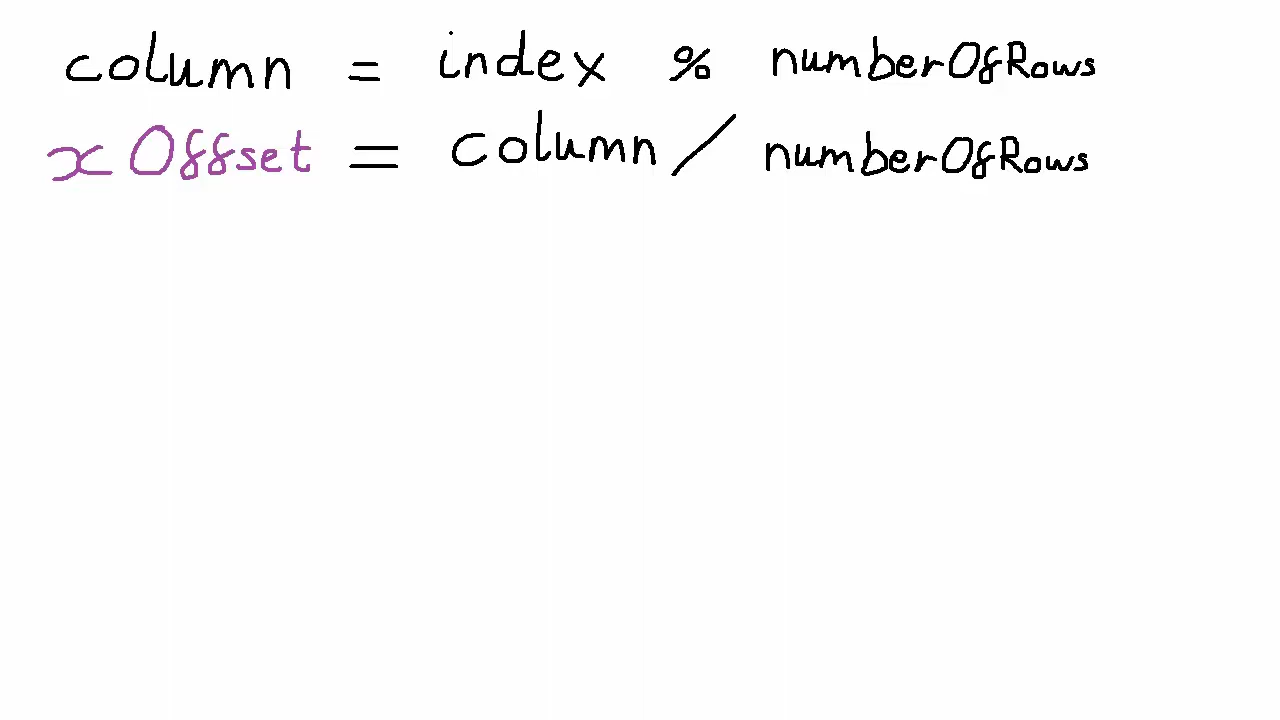 column = index % numberOfRows
xOffset = column / numberOfRows